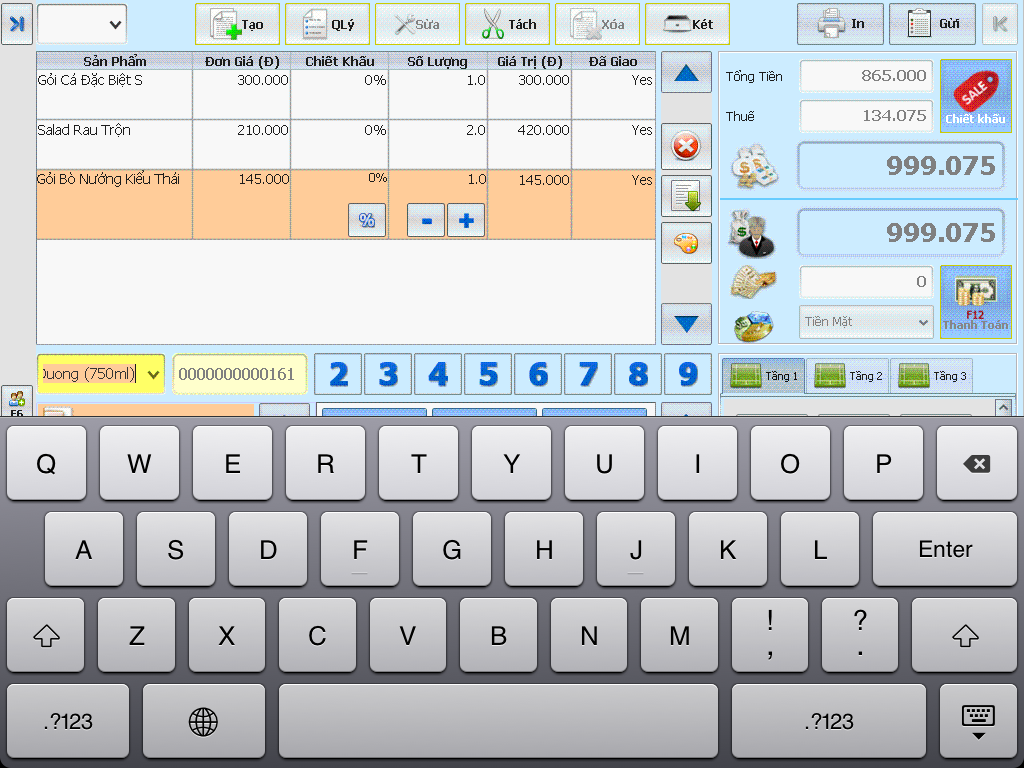 Tạo QLý Sửa Tách Xóa Két In Gửi
Sản Phẩm Đơn Giá (Đ) Chiết Khấu Số Lượng Giá Trị (Đ) Đã Giao
Gỏi Cá Đặc Biệt S 300.000 0% 1.0 300.000 Yes
Salad Rau Trộn 210.000 0% 2.0 420.000 Yes
Gỏi Bò Nướng Kiểu Thái 145.000 0% 1.0 145.000 Yes
% - +
Tổng Tiền 865.000
Thuế 134.075
SALE
Chiết khấu
999.075
999.075
0
Tiền Mặt
F12
Thanh Toán
Duong (750ml) 0000000000161 2 3 4 5 6 7 8 9 Tầng 1 Tầng 2 Tầng 3
F6
Q W E R T Y U I O P
A S D F G H J K L Enter
Z X C V B N M ! , ? .
.?123 .?123